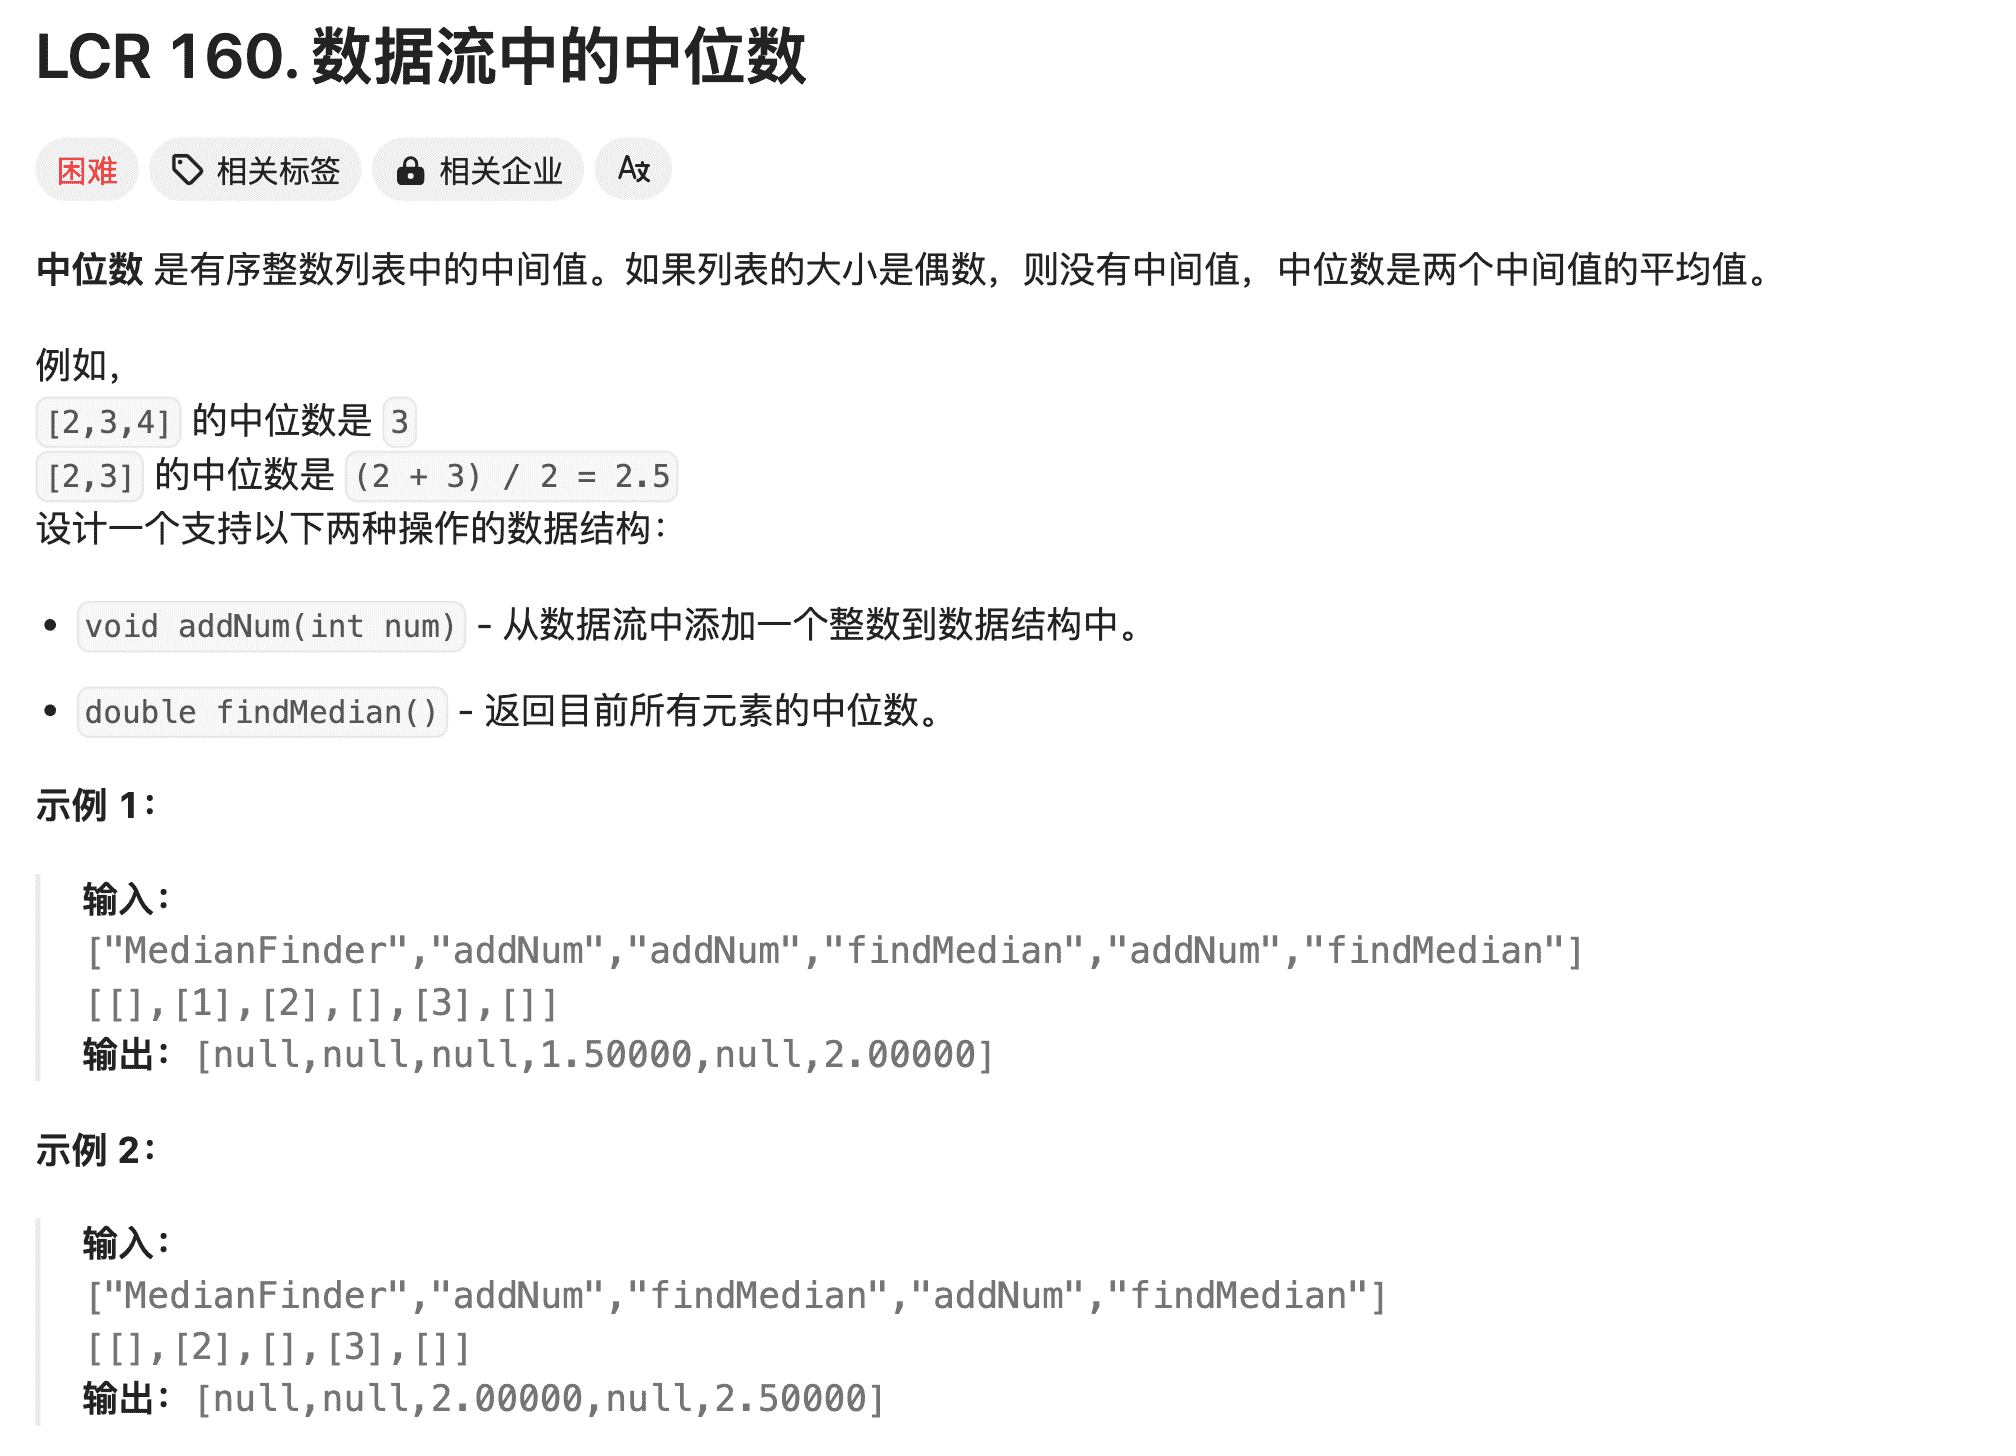 LCR 160. 数据流中的中位数
困难 相关标签 相关企业 A文
中位数 是有序整数列表中的中间值。如果列表的大小是偶数，则没有中间值，中位数是两个中间值的平均值。
例如，
[2,3,4] 的中位数是 3
[2,3] 的中位数是 (2 + 3) / 2 = 2.5
设计一个支持以下两种操作的数据结构：
• void addNum(int num) - 从数据流中添加一个整数到数据结构中。
• double findMedian() - 返回目前所有元素的中位数。
示例 1：
输入：
["MedianFinder","addNum","addNum","findMedian","addNum","findMedian"]
[[],[1],[2],[],[3],[]]
输出：[null,null,null,1.50000,null,2.00000]
示例 2：
输入：
["MedianFinder","addNum","findMedian","addNum","findMedian"]
[[],[2],[],[3],[]]
输出：[null,null,2.00000,null,2.50000]